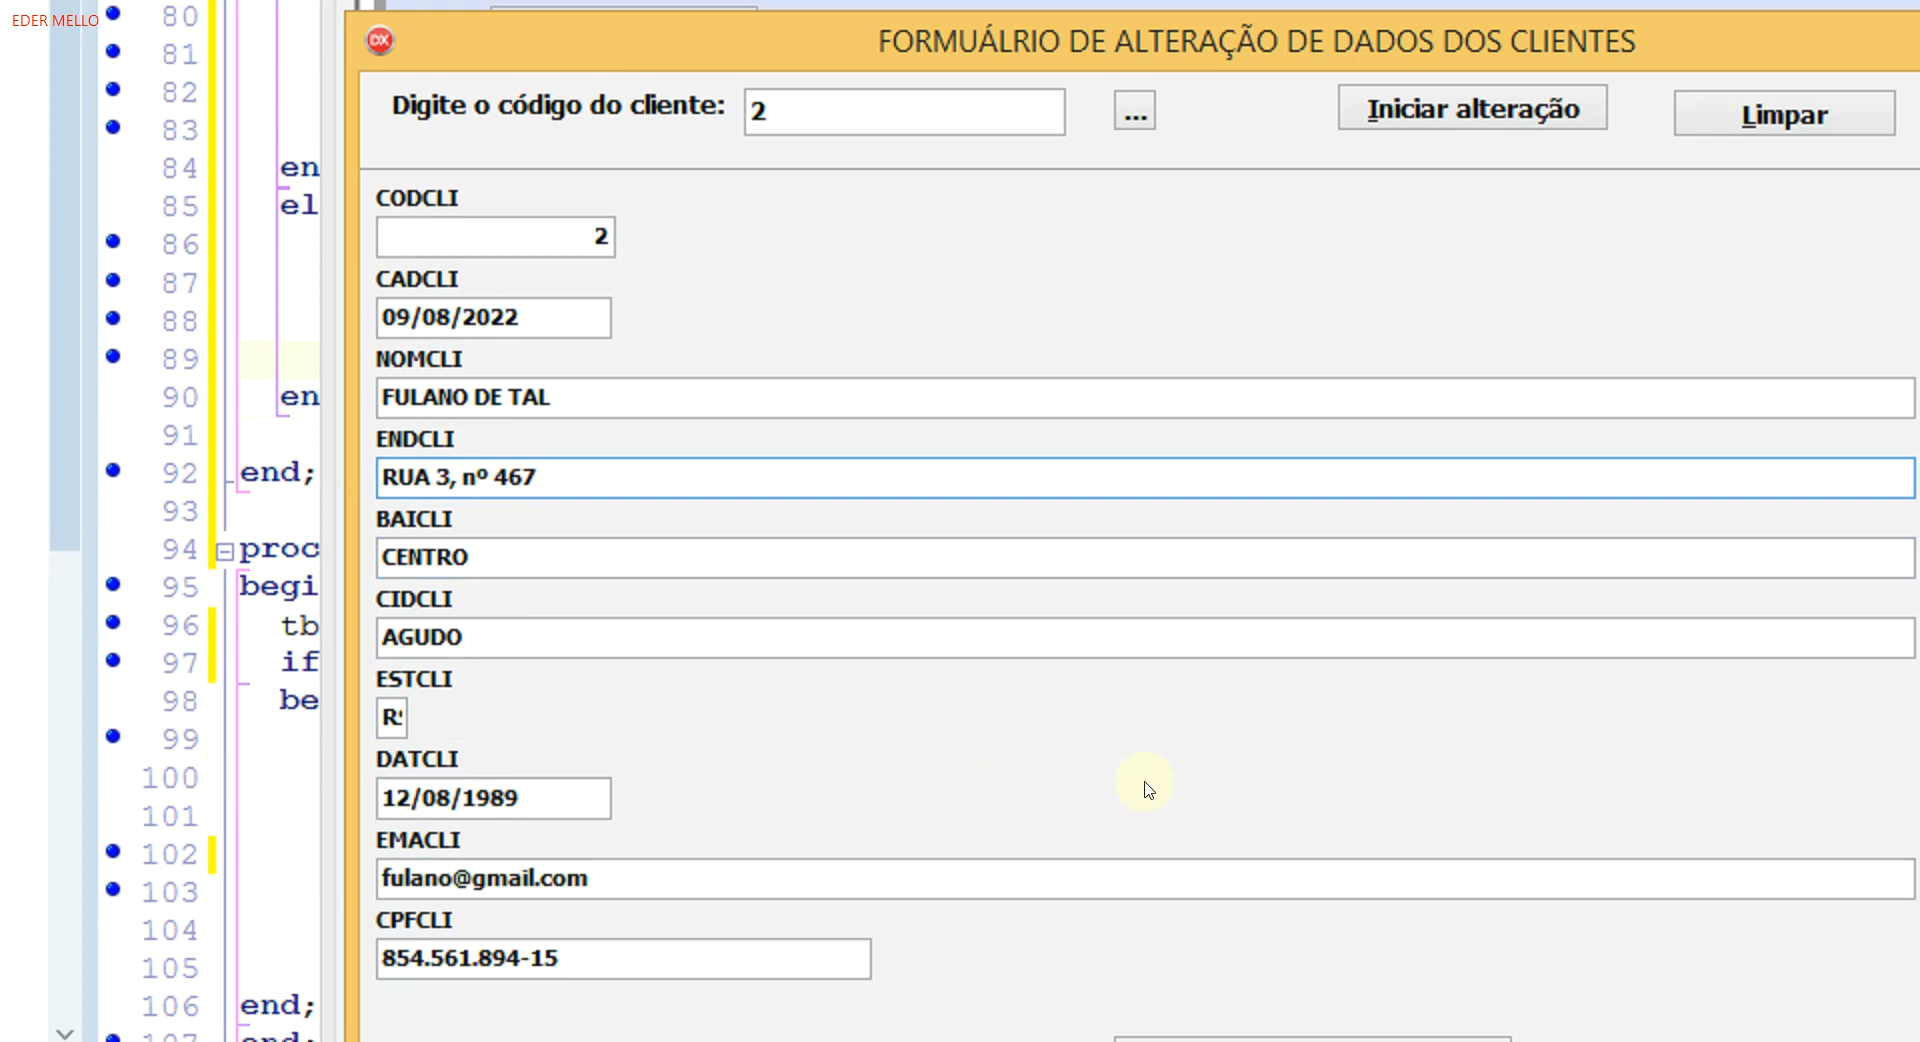 EDER MELLO
80
81
82
83
84 en
85 el
86
87
88
89
90 en
91
92 end;
93
94 proc
95 begi
96 tb
97 if
98 be
99
100
101
102
103
104
105
106 end;
107 end;
DX
FORMUÁLRIO DE ALTERAÇÃO DE DADOS DOS CLIENTES
Digite o código do cliente: 2 ... Iniciar alteração Limpar
CODCLI
2
CADCLI
09/08/2022
NOMCLI
FULANO DE TAL
ENDCLI
RUA 3, nº 467
BAICLI
CENTRO
CIDCLI
AGUDO
ESTCLI
R
DATCLI
12/08/1989
EMACLI
fulano@gmail.com
CPFCLI
854.561.894-15